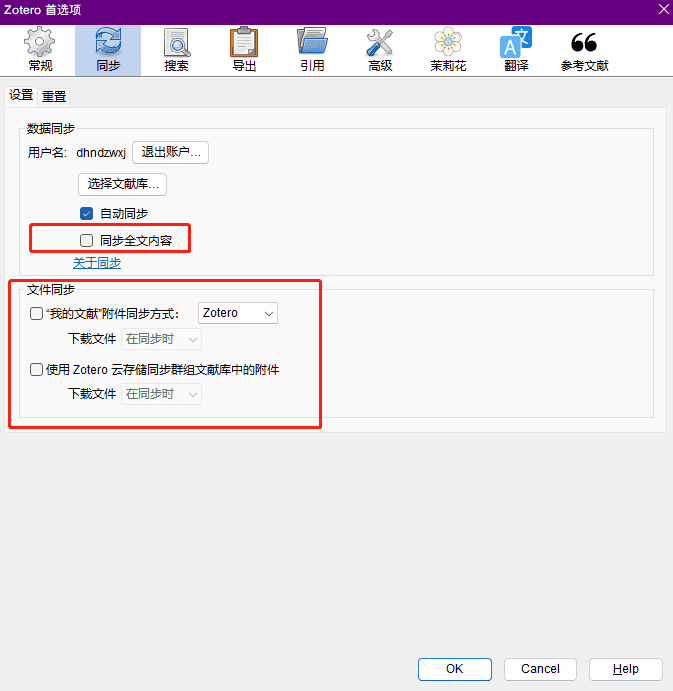 Zotero 首选项
常规 同步 搜索 导出 引用 高级 茉莉花 翻译 参考文献
设置 重置
数据同步
用户名: dhndzwxj 退出账户...
选择文献库...
自动同步
同步全文内容
关于同步
文件同步
“我的文献”附件同步方式： Zotero
下载文件 在同步时
使用 Zotero 云存储同步群组文献库中的附件
下载文件 在同步时
OK Cancel Help